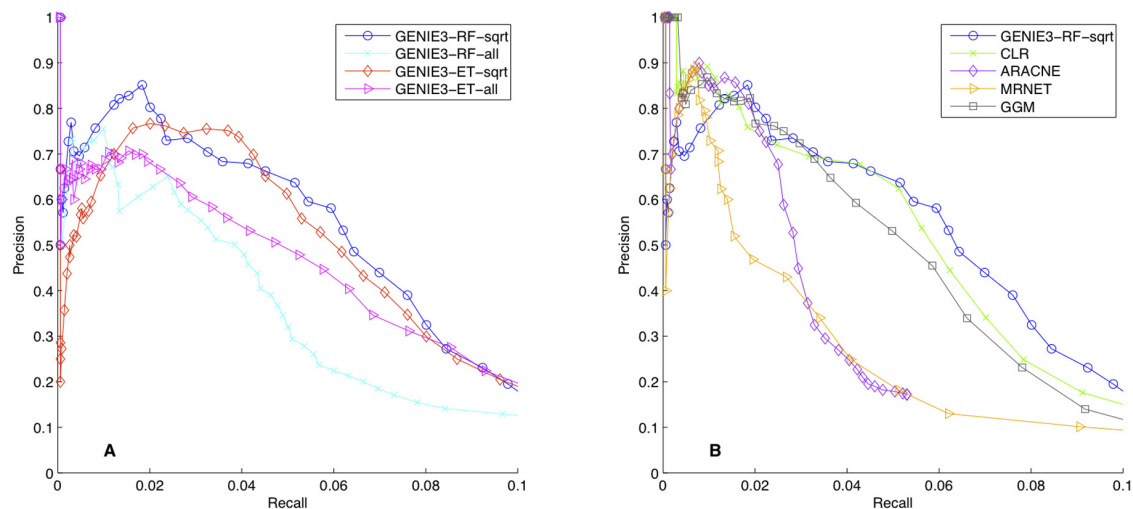 GENIE3-RF-sqrt
GENIE3-RF-all
GENIE3-ET-sqrt
GENIE3-ET-all
1
0.9
0.8
0.7
0.6
0.5
0.4
0.3
0.2
0.1
0
Precision
A
0 0.02 0.04 0.06 0.08 0.1
Recall
GENIE3-RF-sqrt
CLR
ARACNE
MRNET
GGM
1
0.9
0.8
0.7
0.6
0.5
0.4
0.3
0.2
0.1
0
Precision
B
0 0.02 0.04 0.06 0.08 0.1
Recall